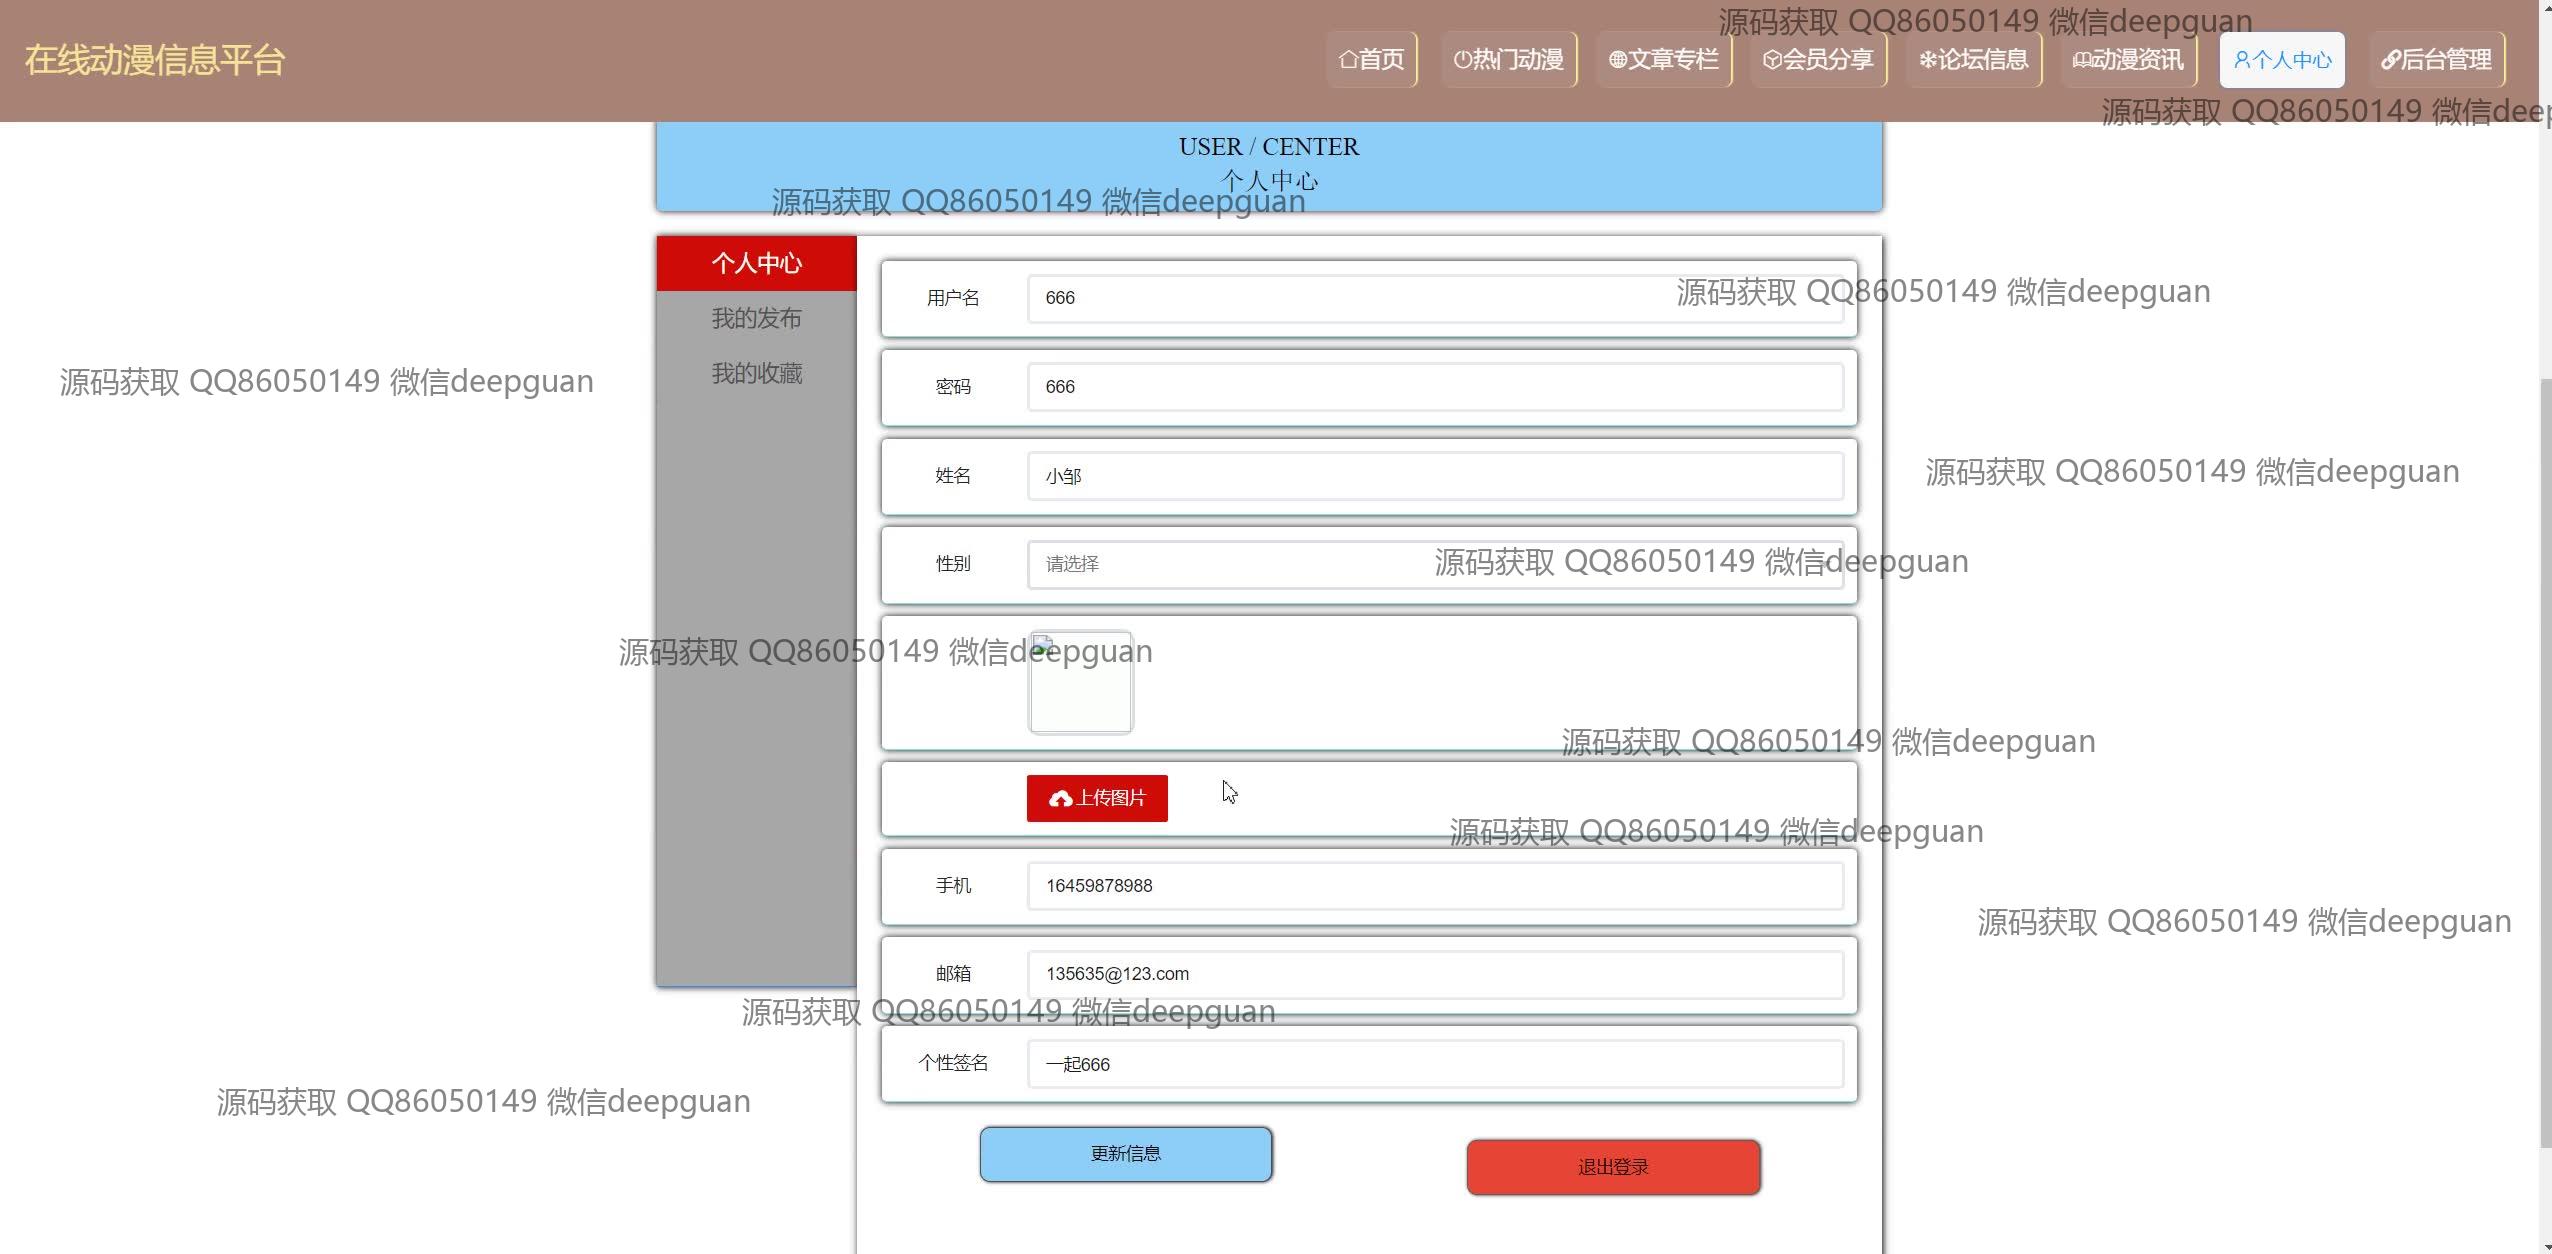 源码获取 QQ86050149 微信deepguan
在线动漫信息平台
首页
热门动漫
文章专栏
会员分享
论坛信息
动漫资讯
个人中心
后台管理
源码获取 QQ86050149 微信deep
USER / CENTER
个人中心
源码获取 QQ86050149 微信deepguan
个人中心
我的发布
我的收藏
用户名
666
源码获取 QQ86050149 微信deepguan
密码
666
源码获取 QQ86050149 微信deepguan
姓名
小邹
源码获取 QQ86050149 微信deepguan
性别
请选择
源码获取 QQ86050149 微信deepguan
源码获取 QQ86050149 微信deepguan
源码获取 QQ86050149 微信deepguan
上传图片
源码获取 QQ86050149 微信deepguan
手机
16459878988
源码获取 QQ86050149 微信deepguan
邮箱
135635@123.com
源码获取 QQ86050149 微信deepguan
个性签名
一起666
源码获取 QQ86050149 微信deepguan
更新信息
退出登录